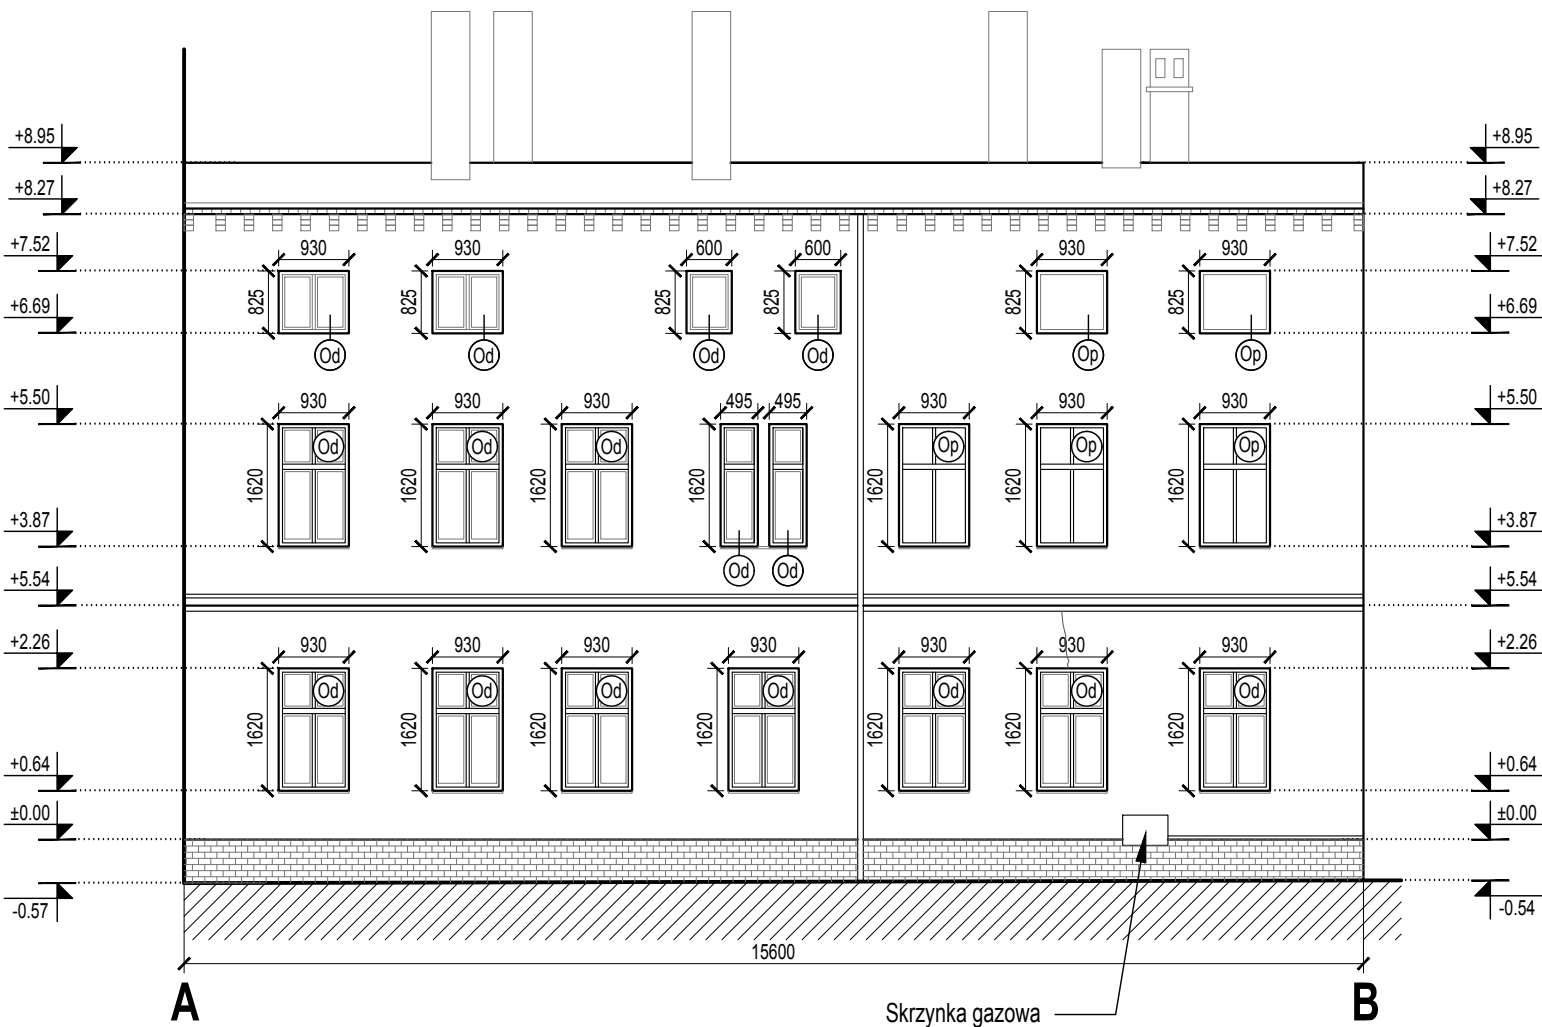 +8.95 +8.95
+8.27 +8.27
+7.52 930 930 600 600 930 930 +7.52
825 825 825 825 825 825
+6.69 +6.69
Od Od Od Od Op Op
+5.50 930 930 930 495 495 930 930 930 +5.50
Od Od Od Op Op Op
1620 1620 1620 1620 1620 1620 1620
+3.87 +3.87
Od Od
+5.54 +5.54
+2.26 930 930 930 930 930 930 930 +2.26
Od Od Od Od Od Od Od
1620 1620 1620 1620 1620 1620 1620
+0.64 +0.64
±0.00 ±0.00
-0.57 -0.54
15600
A B
Skrzynka gazowa